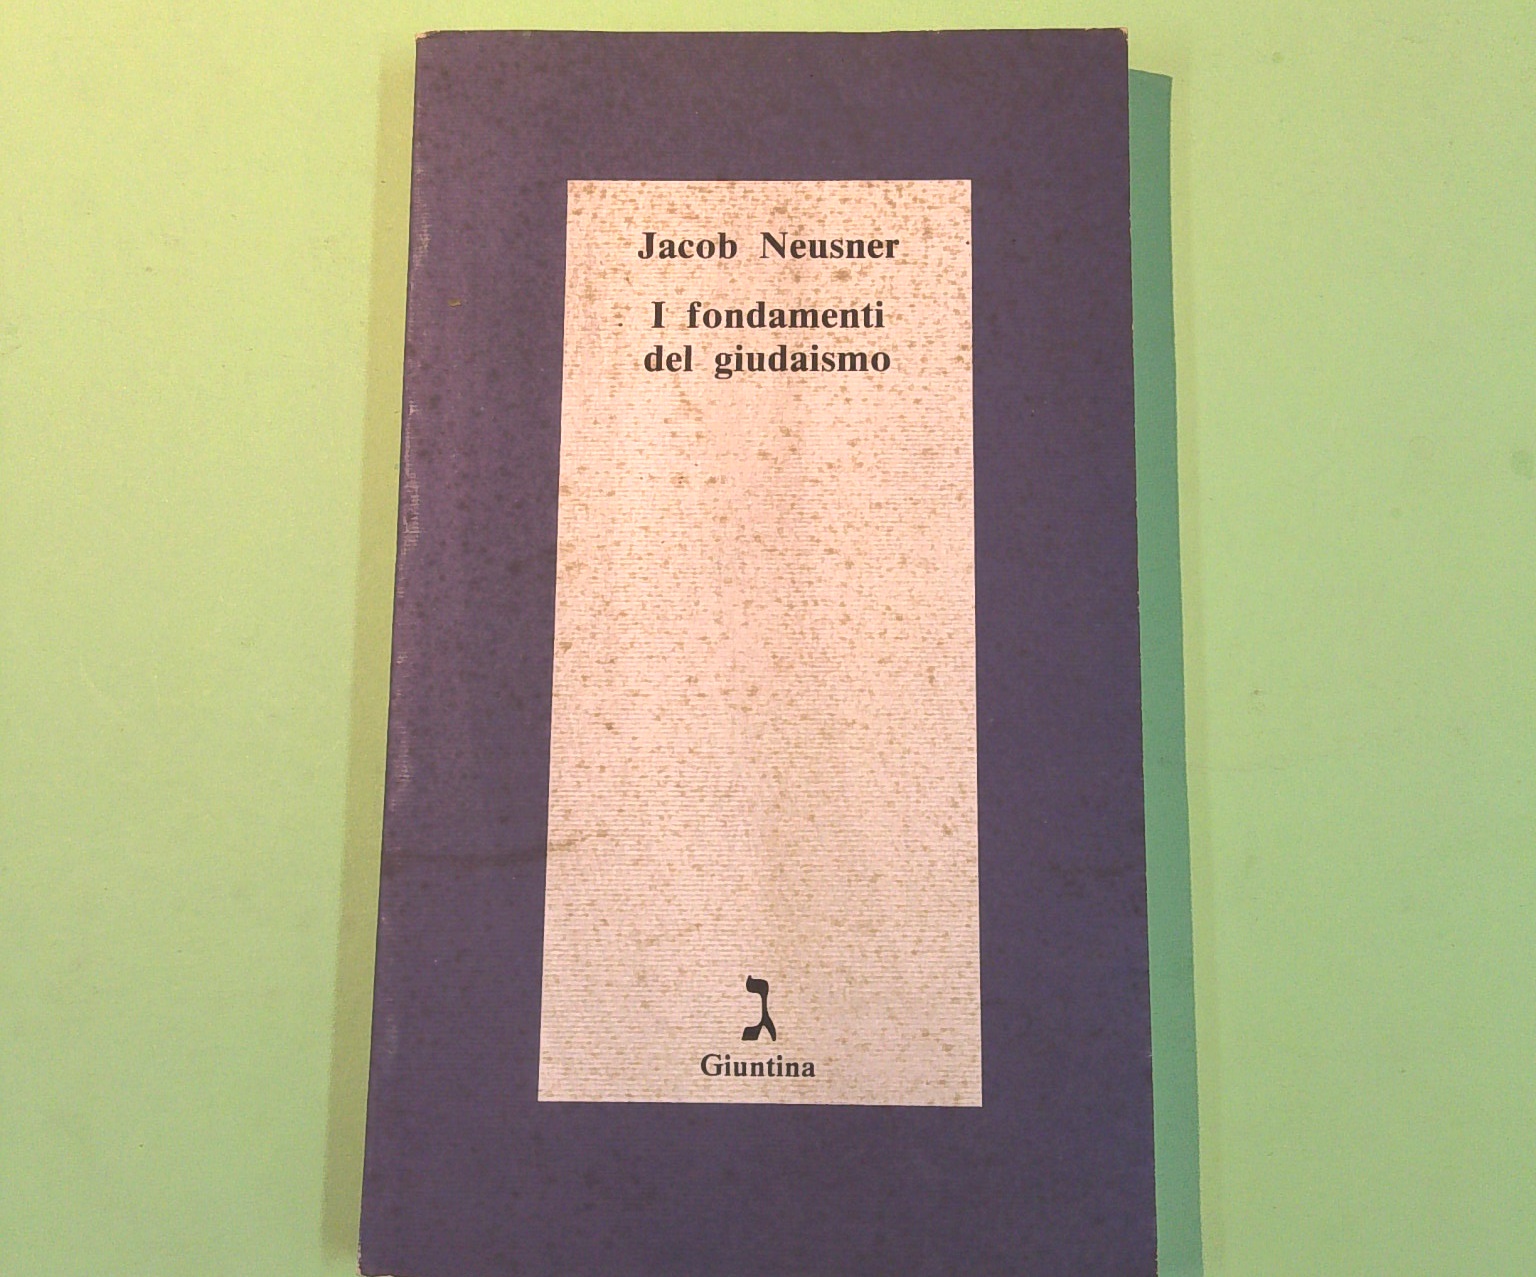 Jacob Neusner
I fondamenti
del giudaismo
ג
Giuntina